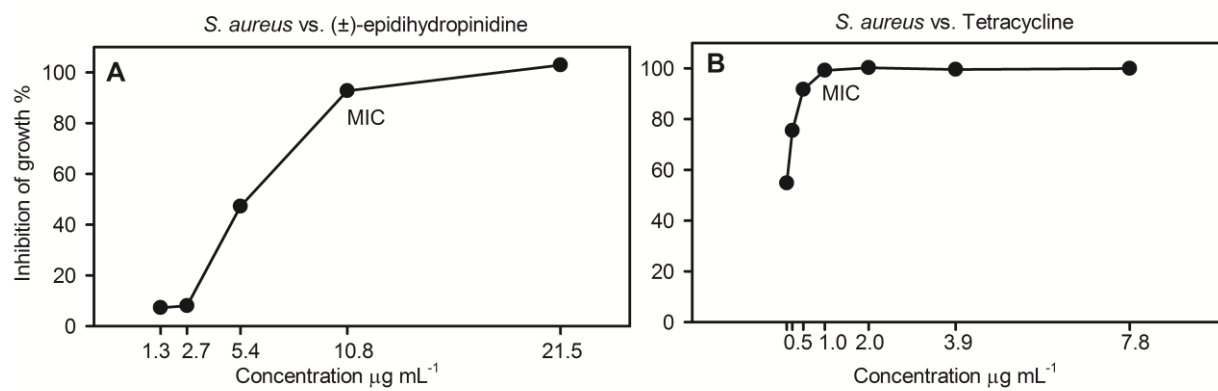 S. aureus vs. (±)-epidihydropinidine
A
100
80
60
40
20
0
Inhibition of growth %
MIC
1.3 2.7 5.4 10.8 21.5
Concentration μg mL⁻¹
S. aureus vs. Tetracycline
B
100
80
60
40
20
0
MIC
0.5 1.0 2.0 3.9 7.8
Concentration μg mL⁻¹